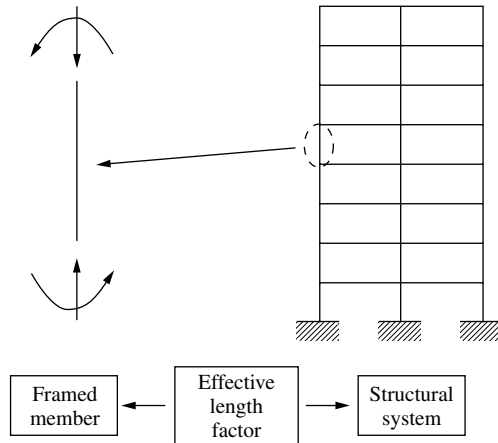 Framed
member
Effective
length
factor
Structural
system